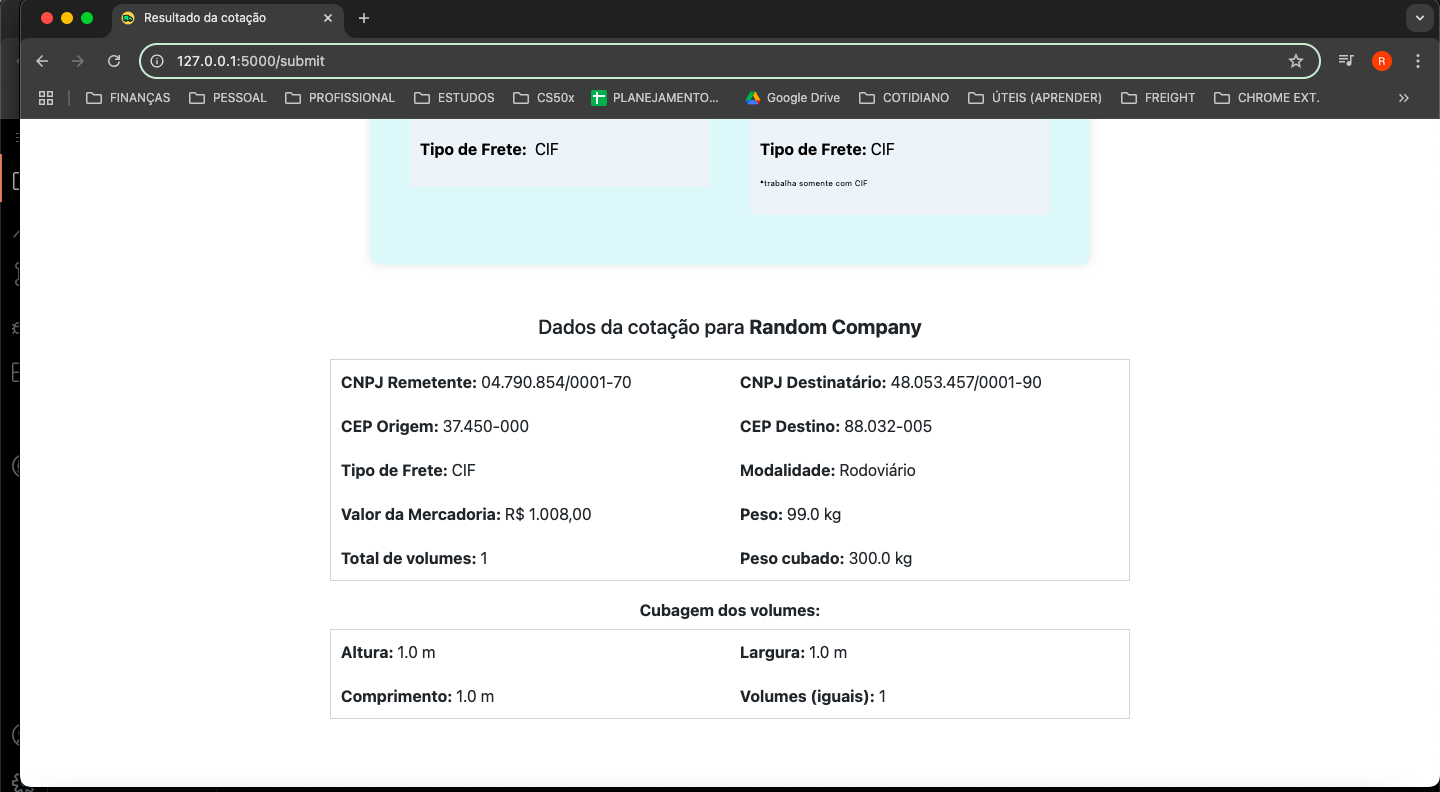 Resultado da cotação
127.0.0.1:5000/submit
R
FINANÇAS PESSOAL PROFISSIONAL ESTUDOS CS50x PLANEJAMENTO... Google Drive COTIDIANO ÚTEIS (APRENDER) FREIGHT CHROME EXT.
Tipo de Frete: CIF
Tipo de Frete: CIF
*trabalha somente com CIF
Dados da cotação para Random Company
CNPJ Remetente: 04.790.854/0001-70 CNPJ Destinatário: 48.053.457/0001-90
CEP Origem: 37.450-000 CEP Destino: 88.032-005
Tipo de Frete: CIF Modalidade: Rodoviário
Valor da Mercadoria: R$ 1.008,00 Peso: 99.0 kg
Total de volumes: 1 Peso cubado: 300.0 kg
Cubagem dos volumes:
Altura: 1.0 m Largura: 1.0 m
Comprimento: 1.0 m Volumes (iguais): 1